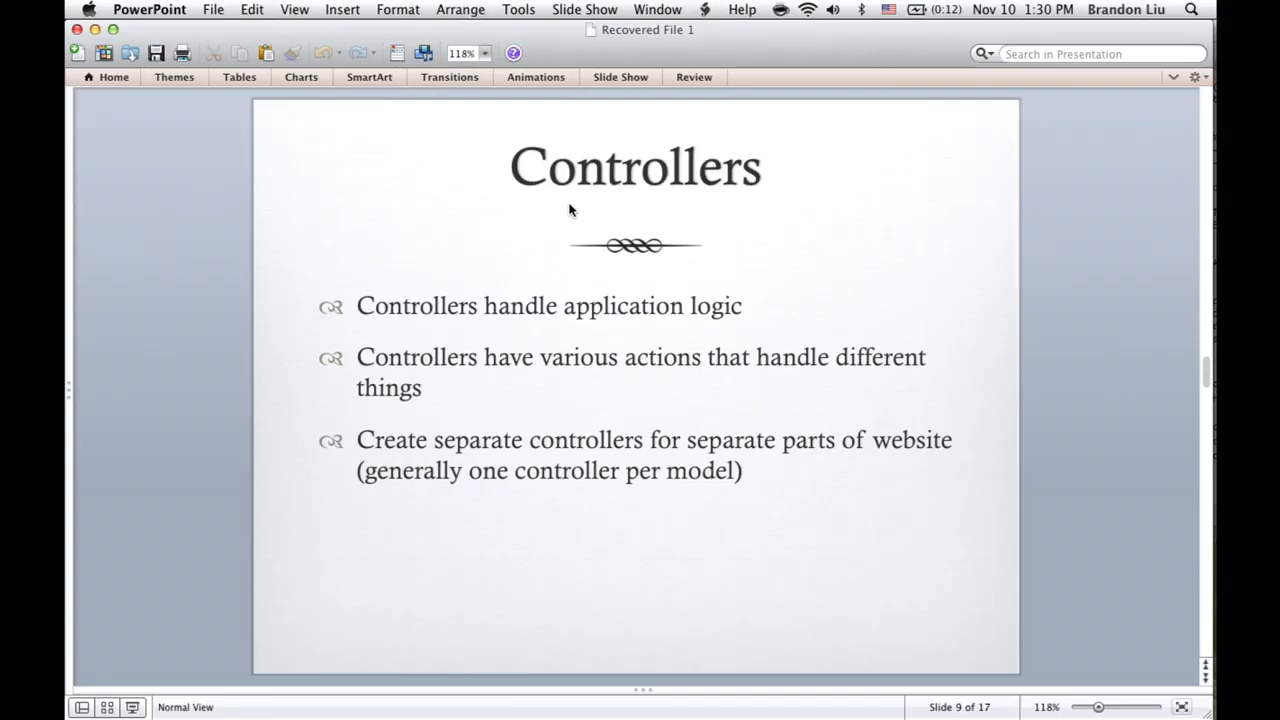 PowerPoint File Edit View Insert Format Arrange Tools Slide Show Window Help (0:12) Nov 10 1:30 PM Brandon Liu
Recovered File 1
118% ? Search in Presentation
Home Themes Tables Charts SmartArt Transitions Animations Slide Show Review
Controllers
Controllers handle application logic
Controllers have various actions that handle different
things
Create separate controllers for separate parts of website
(generally one controller per model)
Normal View Slide 9 of 17 118%